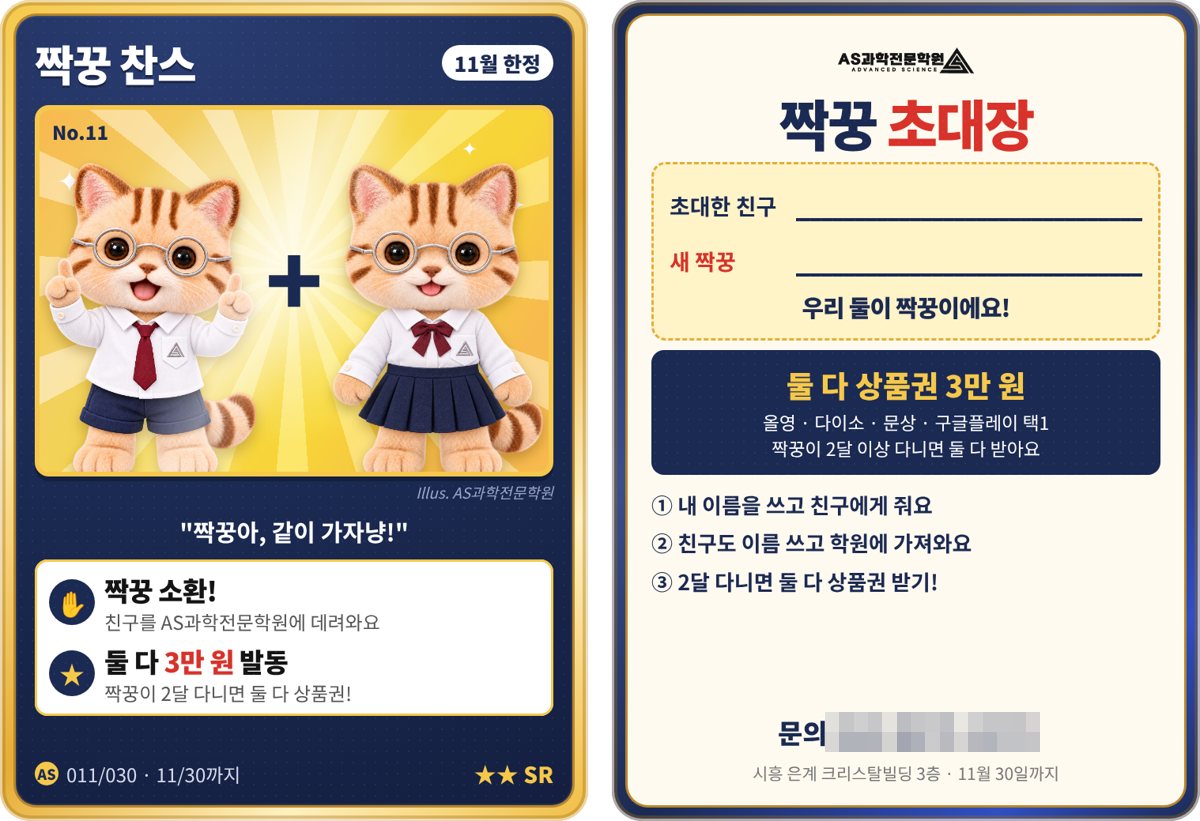 짝꿍 찬스
11월 한정
No.11
+
Illus. AS과학전문학원
"짝꿍아, 같이 가자냥!"
짝꿍 소환!
친구를 AS과학전문학원에 데려와요
★
둘 다 3만 원 발동
짝꿍이 2달 다니면 둘 다 상품권!
AS 011/030 · 11/30까지
★★ SR
AS과학전문학원
ADVANCED SCIENCE
짝꿍 초대장
초대한 친구
새 짝꿍
우리 둘이 짝꿍이에요!
둘 다 상품권 3만 원
올영 · 다이소 · 문상 · 구글플레이 택1
짝꿍이 2달 이상 다니면 둘 다 받아요
① 내 이름을 쓰고 친구에게 줘요
② 친구도 이름 쓰고 학원에 가져와요
③ 2달 다니면 둘 다 상품권 받기!
문의
시흥 은계 크리스탈빌딩 3층 · 11월 30일까지